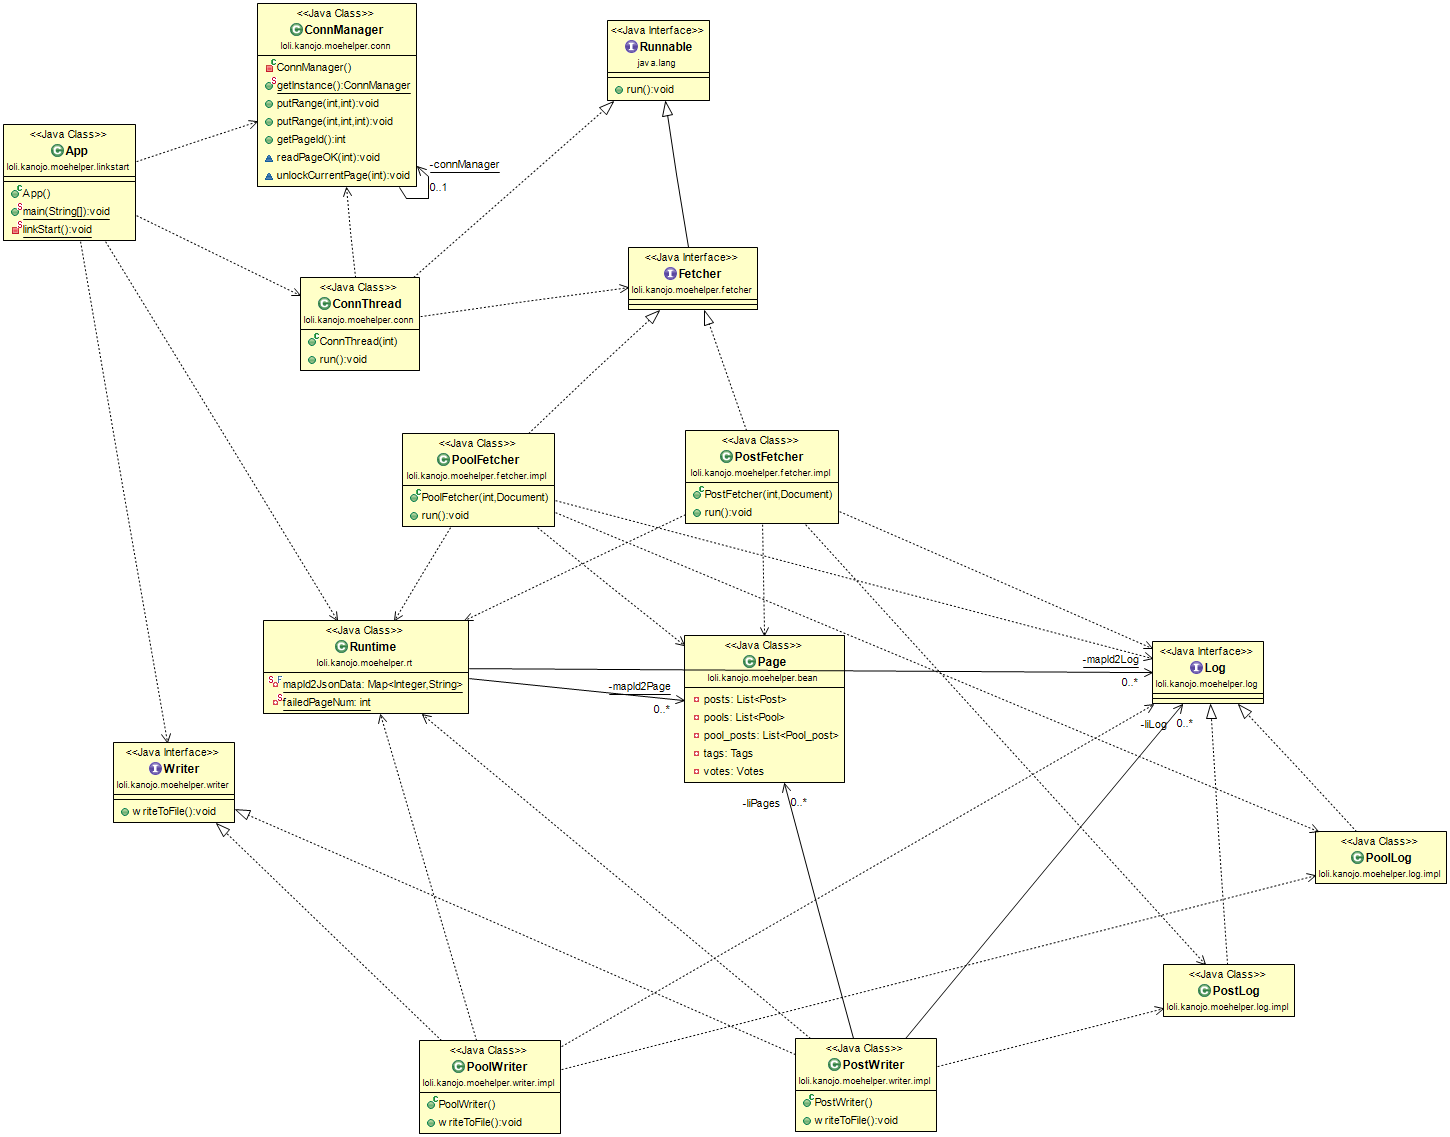 <<Java Class>>
ConnManager
loli.kanojo.moehelper.conn
ConnManager()
getInstance():ConnManager
putRange(int,int):void
putRange(int,int,int):void
getPageId():int
readPageOK(int):void
unlockCurrentPage(int):void
-connManager
0..1
<<Java Interface>>
Runnable
java.lang
run():void
<<Java Class>>
App
loli.kanojo.moehelper.linkstart
App()
main(String[]):void
linkStart():void
<<Java Class>>
ConnThread
loli.kanojo.moehelper.conn
ConnThread(int)
run():void
<<Java Interface>>
Fetcher
loli.kanojo.moehelper.fetcher
<<Java Class>>
PoolFetcher
loli.kanojo.moehelper.fetcher.impl
PoolFetcher(int,Document)
run():void
<<Java Class>>
PostFetcher
loli.kanojo.moehelper.fetcher.impl
PostFetcher(int,Document)
run():void
<<Java Class>>
Runtime
loli.kanojo.moehelper.rt
mapId2JsonData: Map<Integer,String>
failedPageNum: int
-mapId2Page
0..*
<<Java Class>>
Page
loli.kanojo.moehelper.bean
posts: List<Post>
pools: List<Pool>
pool_posts: List<Pool_post>
tags: Tags
votes: Votes
-mapId2Log
0..*
<<Java Interface>>
Log
loli.kanojo.moehelper.log
-liLog
0..*
<<Java Interface>>
Writer
loli.kanojo.moehelper.writer
writeToFile():void
-liPages
0..*
<<Java Class>>
PoolLog
loli.kanojo.moehelper.log.impl
<<Java Class>>
PostLog
loli.kanojo.moehelper.log.impl
<<Java Class>>
PoolWriter
loli.kanojo.moehelper.writer.impl
PoolWriter()
writeToFile():void
<<Java Class>>
PostWriter
loli.kanojo.moehelper.writer.impl
PostWriter()
writeToFile():void